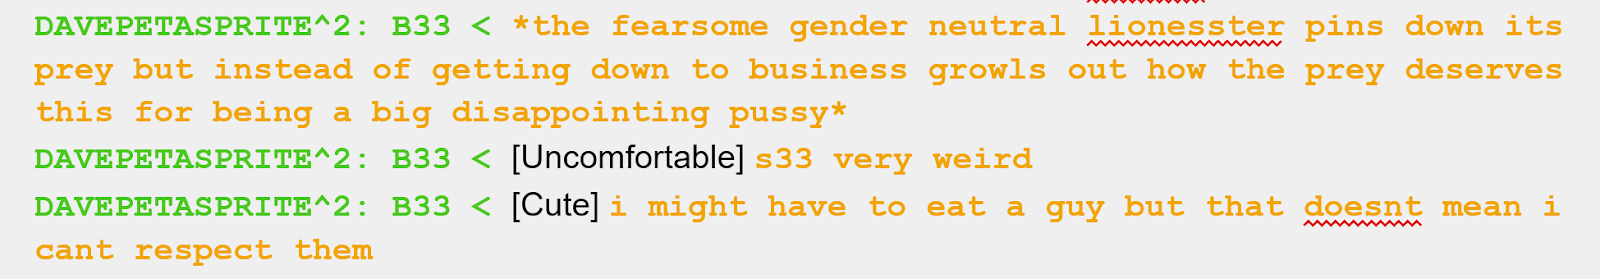 DAVEPETASPRITE^2: B33 < *the fearsome gender neutral lionesster pins down its
prey but instead of getting down to business growls out how the prey deserves
this for being a big disappointing pussy*
DAVEPETASPRITE^2: B33 < [Uncomfortable] s33 very weird
DAVEPETASPRITE^2: B33 < [Cute] i might have to eat a guy but that doesnt mean i
cant respect them